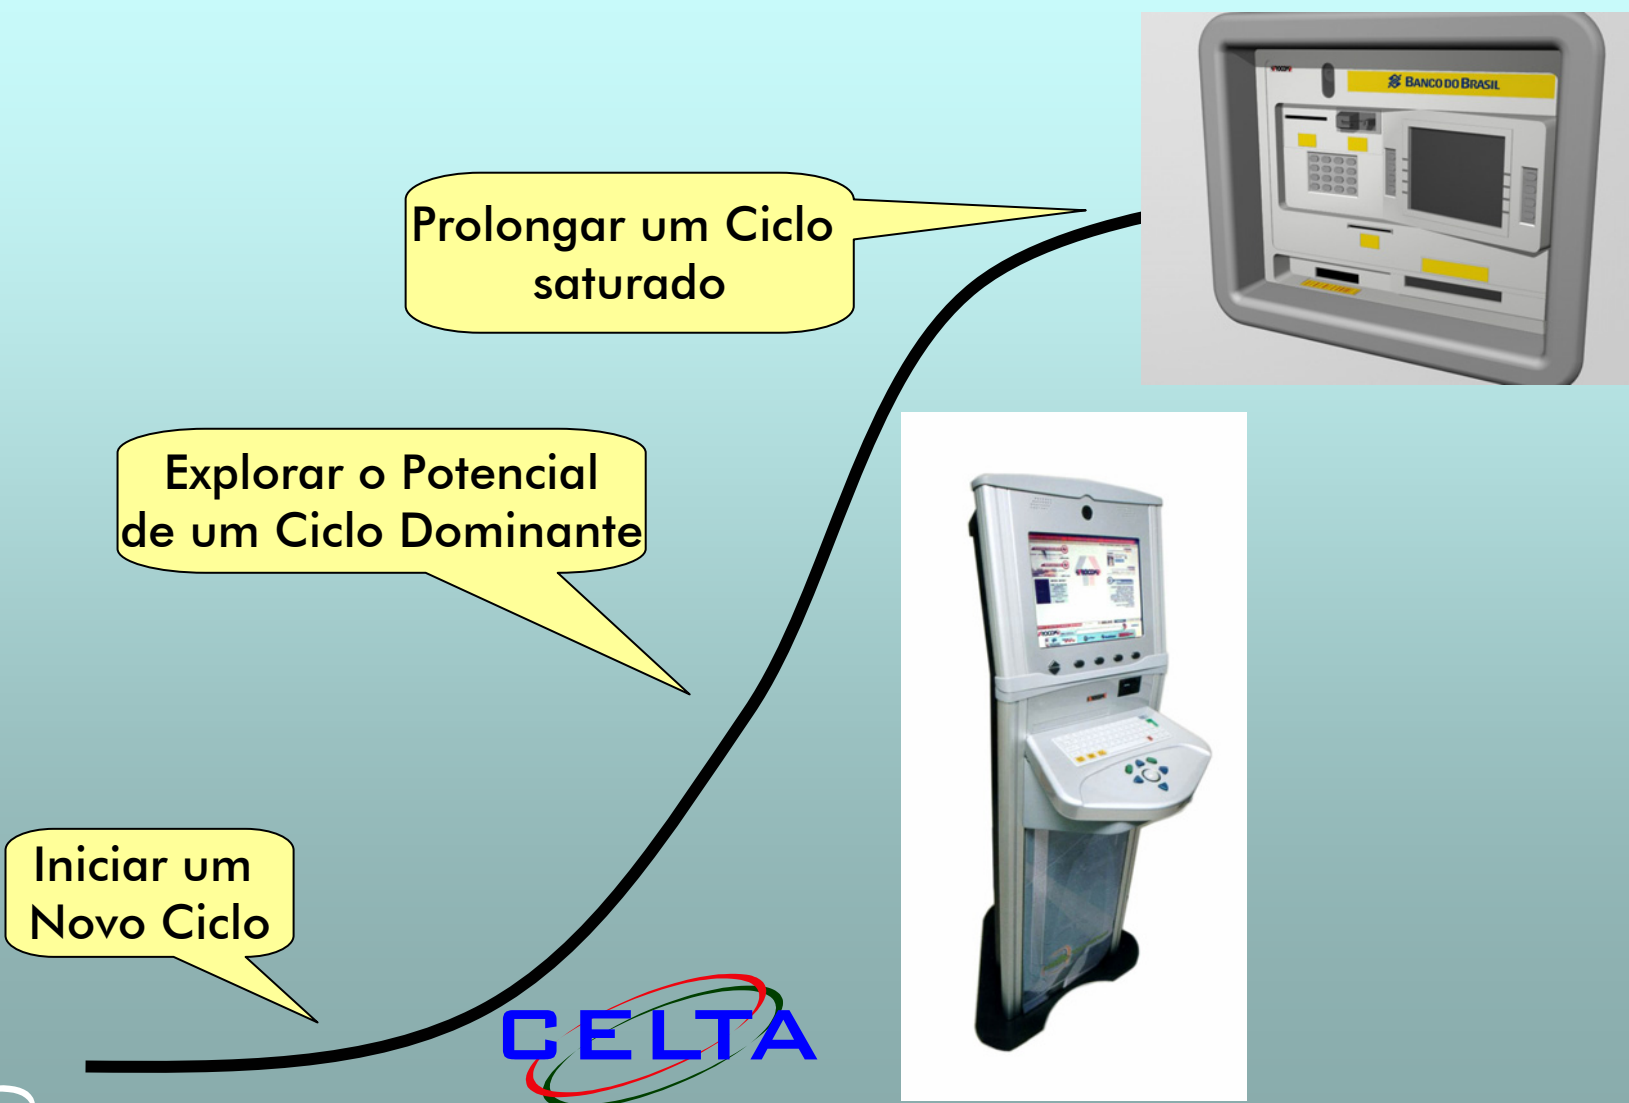 BANCO DO BRASIL
Prolongar um Ciclo
saturado
Explorar o Potencial
de um Ciclo Dominante
Iniciar um
Novo Ciclo
CELTA